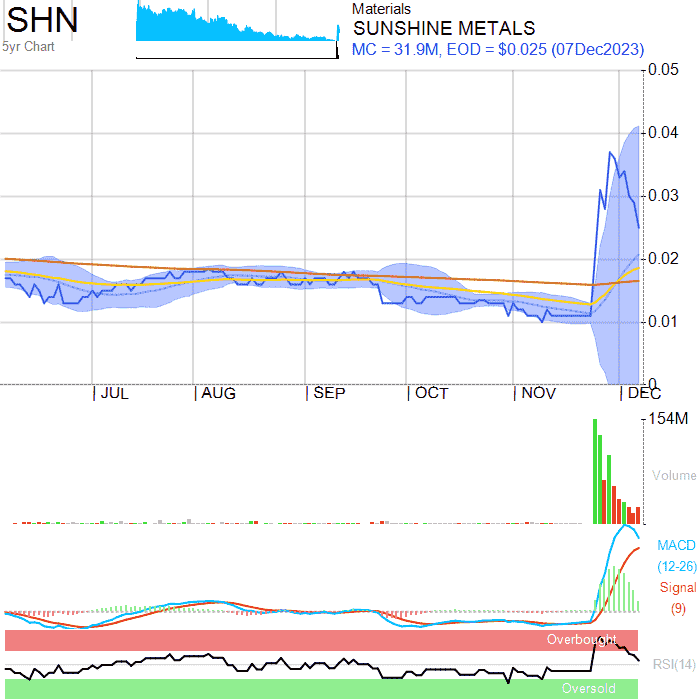 SHN
5yr Chart
Materials
SUNSHINE METALS
MC = 31.9M, EOD = $0.025 (07Dec2023)
0.05
0.04
0.03
0.02
0.01
0
JUL AUG SEP OCT NOV DEC
154M
Volume
MACD
(12-26)
Signal
(9)
Overbought
RSI(14)
Oversold